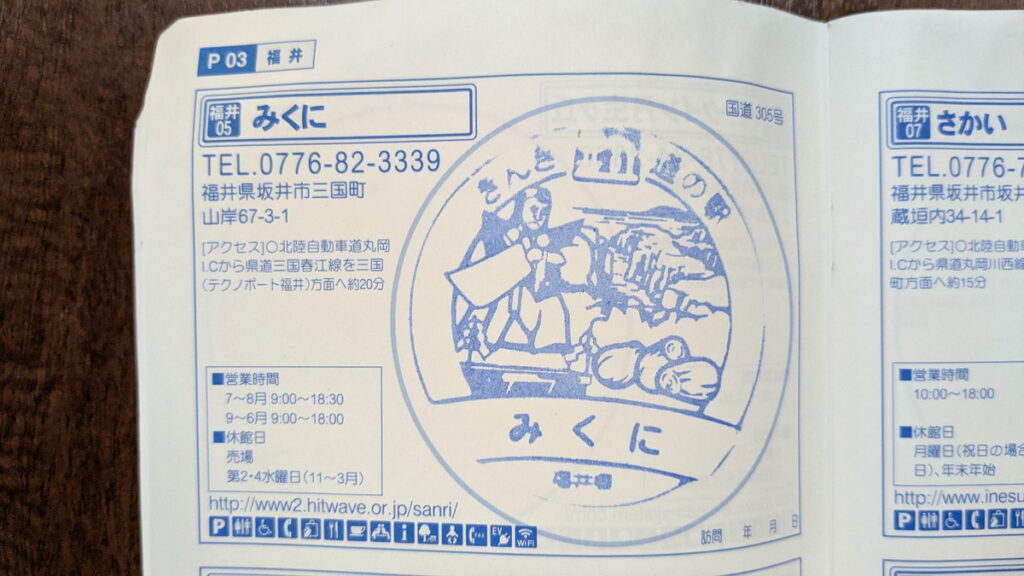 P 03 福井
福井
05 みくに
国道 305号
TEL.0776-82-3339
福井県坂井市三国町
山岸67-3-1
[アクセス]〇北陸自動車道丸岡
I.Cから県道三国春江線を三国
(テクノポート福井)方面へ約20分
■営業時間
7〜8月 9:00〜18:30
9〜6月 9:00〜18:00
■休館日
売場
第2・4水曜日(11〜3月)
http://www2.hitwave.or.jp/sanri/
P
i
FAX
EV
WiFi
訪問 年 月 日
きんき 道の駅
みくに
福井県
福井
07 さかい
TEL.0776-7
福井県坂井市坂井
蔵垣内34-14-1
[アクセス]〇北陸自動車
I.Cから県道丸岡川西線
町方面へ約15分
■営業時間
10:00〜18:00
■休館日
月曜日(祝日の場合
日)、年末年始
http://www.inesu
P